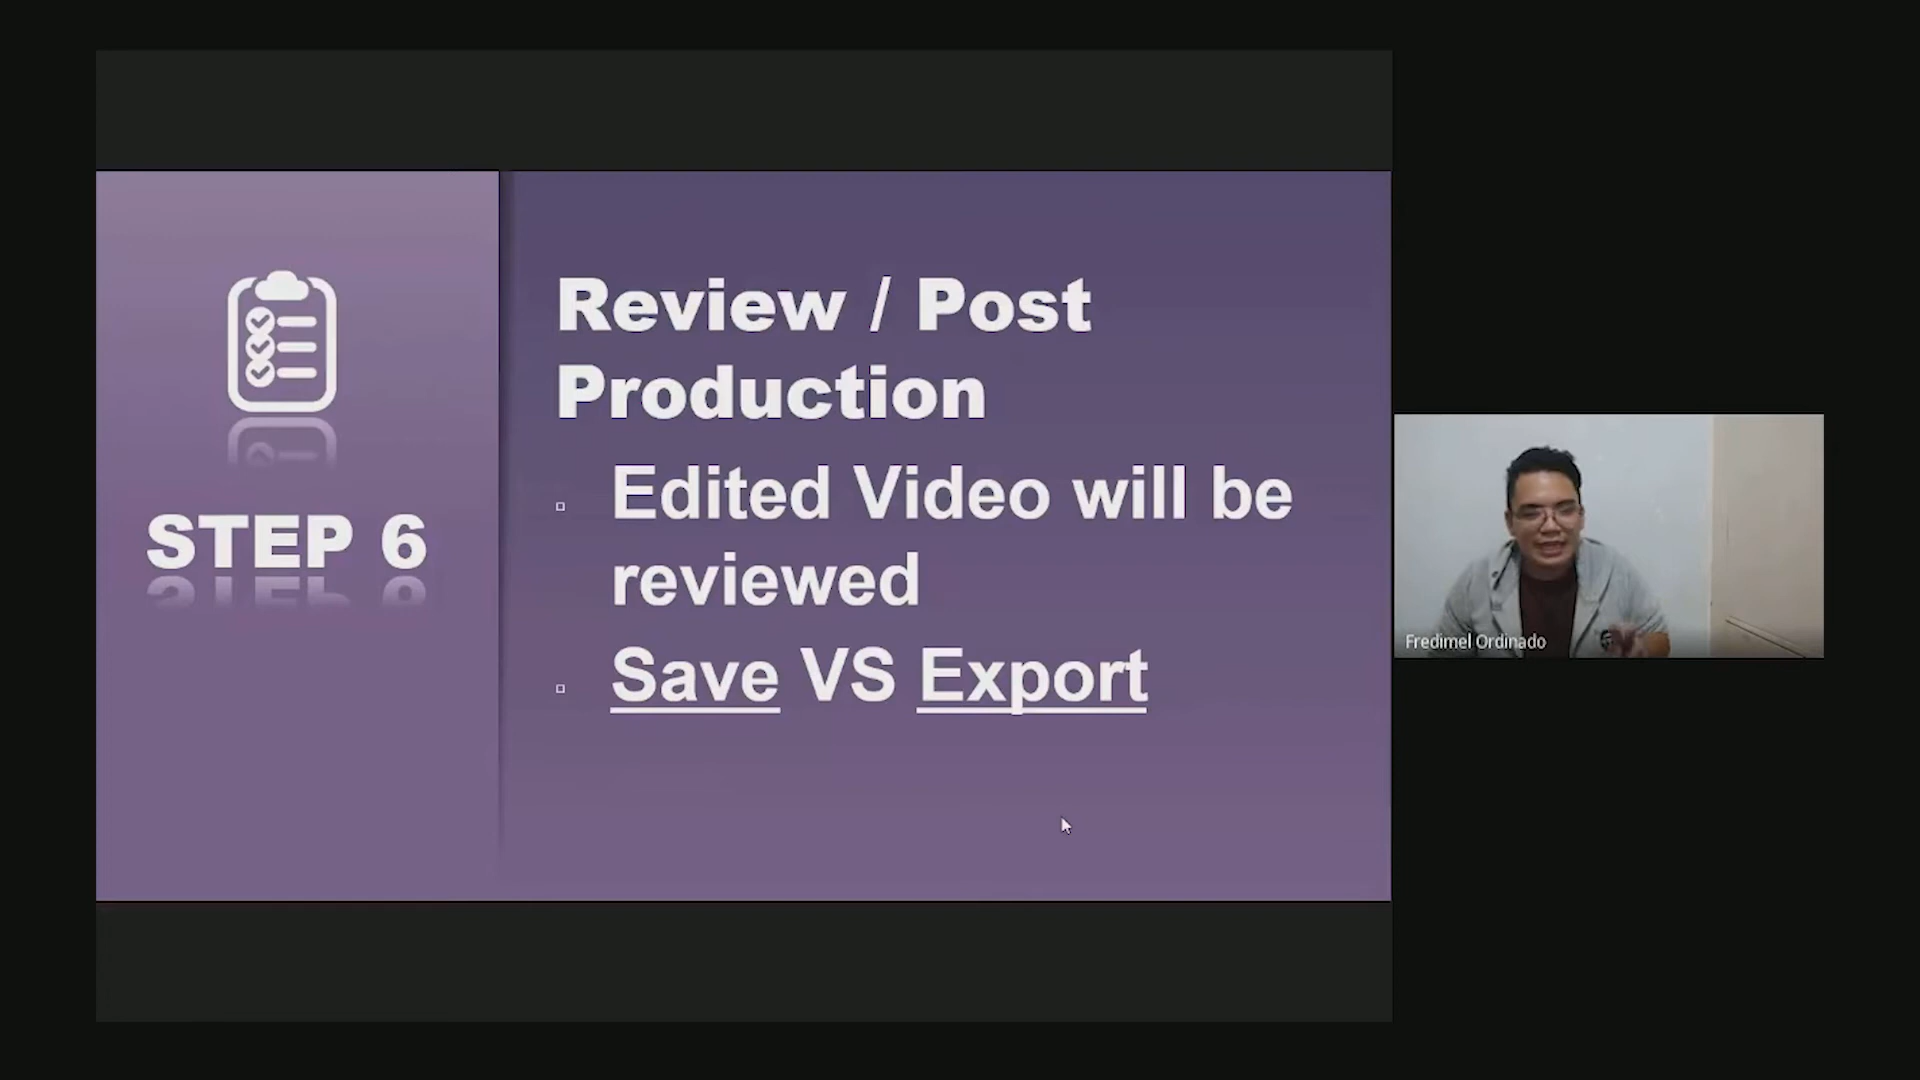 STEP 6
Review / Post
Production
Edited Video will be
reviewed
Save VS Export
Fredimel Ordinado